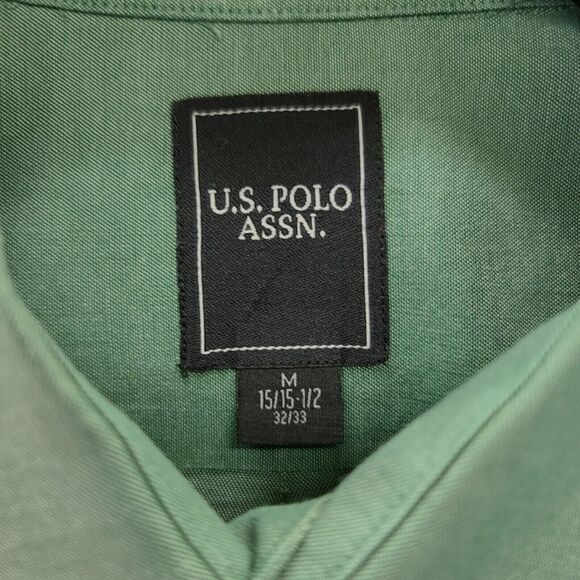 U.S. POLO
ASSN.
M
15/15-1/2
32/33